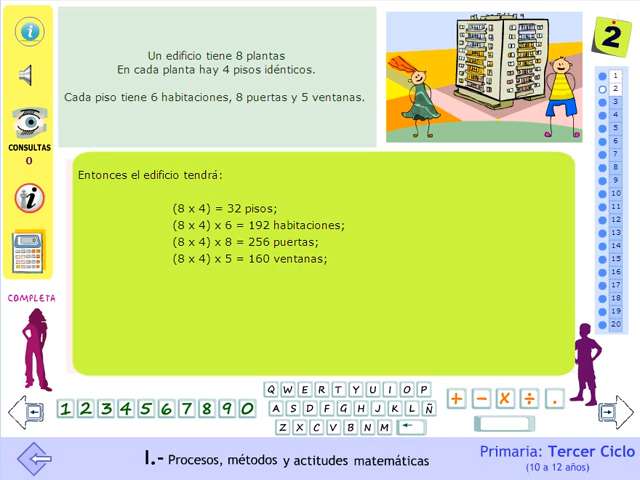 Un edificio tiene 8 plantas
En cada planta hay 4 pisos idénticos.
Cada piso tiene 6 habitaciones, 8 puertas y 5 ventanas.
2
CONSULTAS
0
Entonces el edificio tendrá:
(8 x 4) = 32 pisos;
(8 x 4) x 6 = 192 habitaciones;
(8 x 4) x 8 = 256 puertas;
(8 x 4) x 5 = 160 ventanas;
1
2
3
4
5
6
7
8
9
10
11
12
13
14
15
16
17
18
19
20
COMPLETA
1 2 3 4 5 6 7 8 9 0
Q W E R T Y U I O P
A S D F G H J K L Ñ
Z X C V B N M
+ - X ÷ .
I.- Procesos, métodos y actitudes matemáticas
Primaria: Tercer Ciclo
(10 a 12 años)